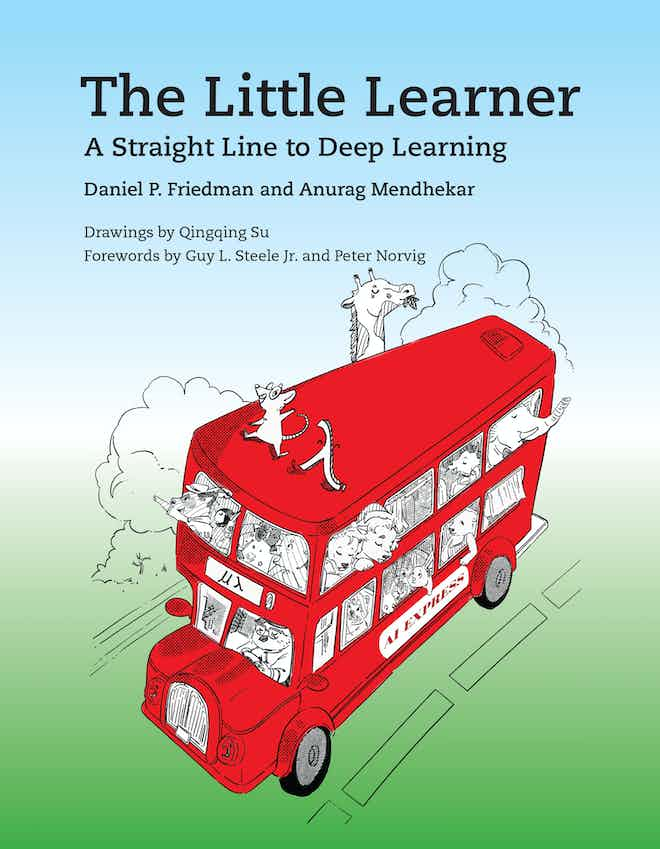 The Little Learner
A Straight Line to Deep Learning
Daniel P. Friedman and Anurag Mendhekar
Drawings by Qingqing Su
Forewords by Guy L. Steele Jr. and Peter Norvig
λ
μλ
AI EXPRESS